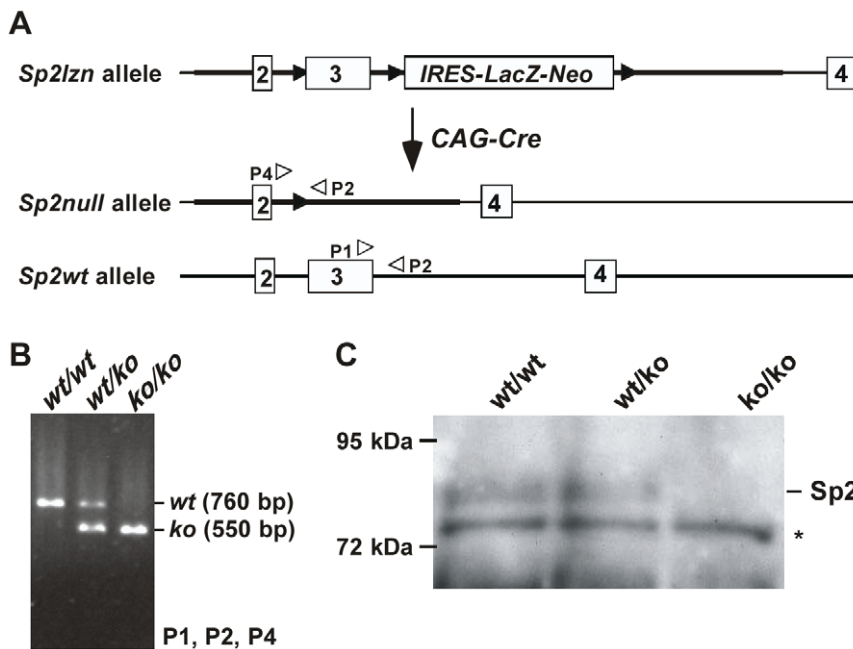 A
Sp2lzn allele
2
3
IRES-LacZ-Neo
4
CAG-Cre
P4
P2
Sp2null allele
2
4
P1
P2
Sp2wt allele
2
3
4
B
wt/wt
wt/ko
ko/ko
wt (760 bp)
ko (550 bp)
P1, P2, P4
C
wt/wt
wt/ko
ko/ko
95 kDa
Sp2
72 kDa
*